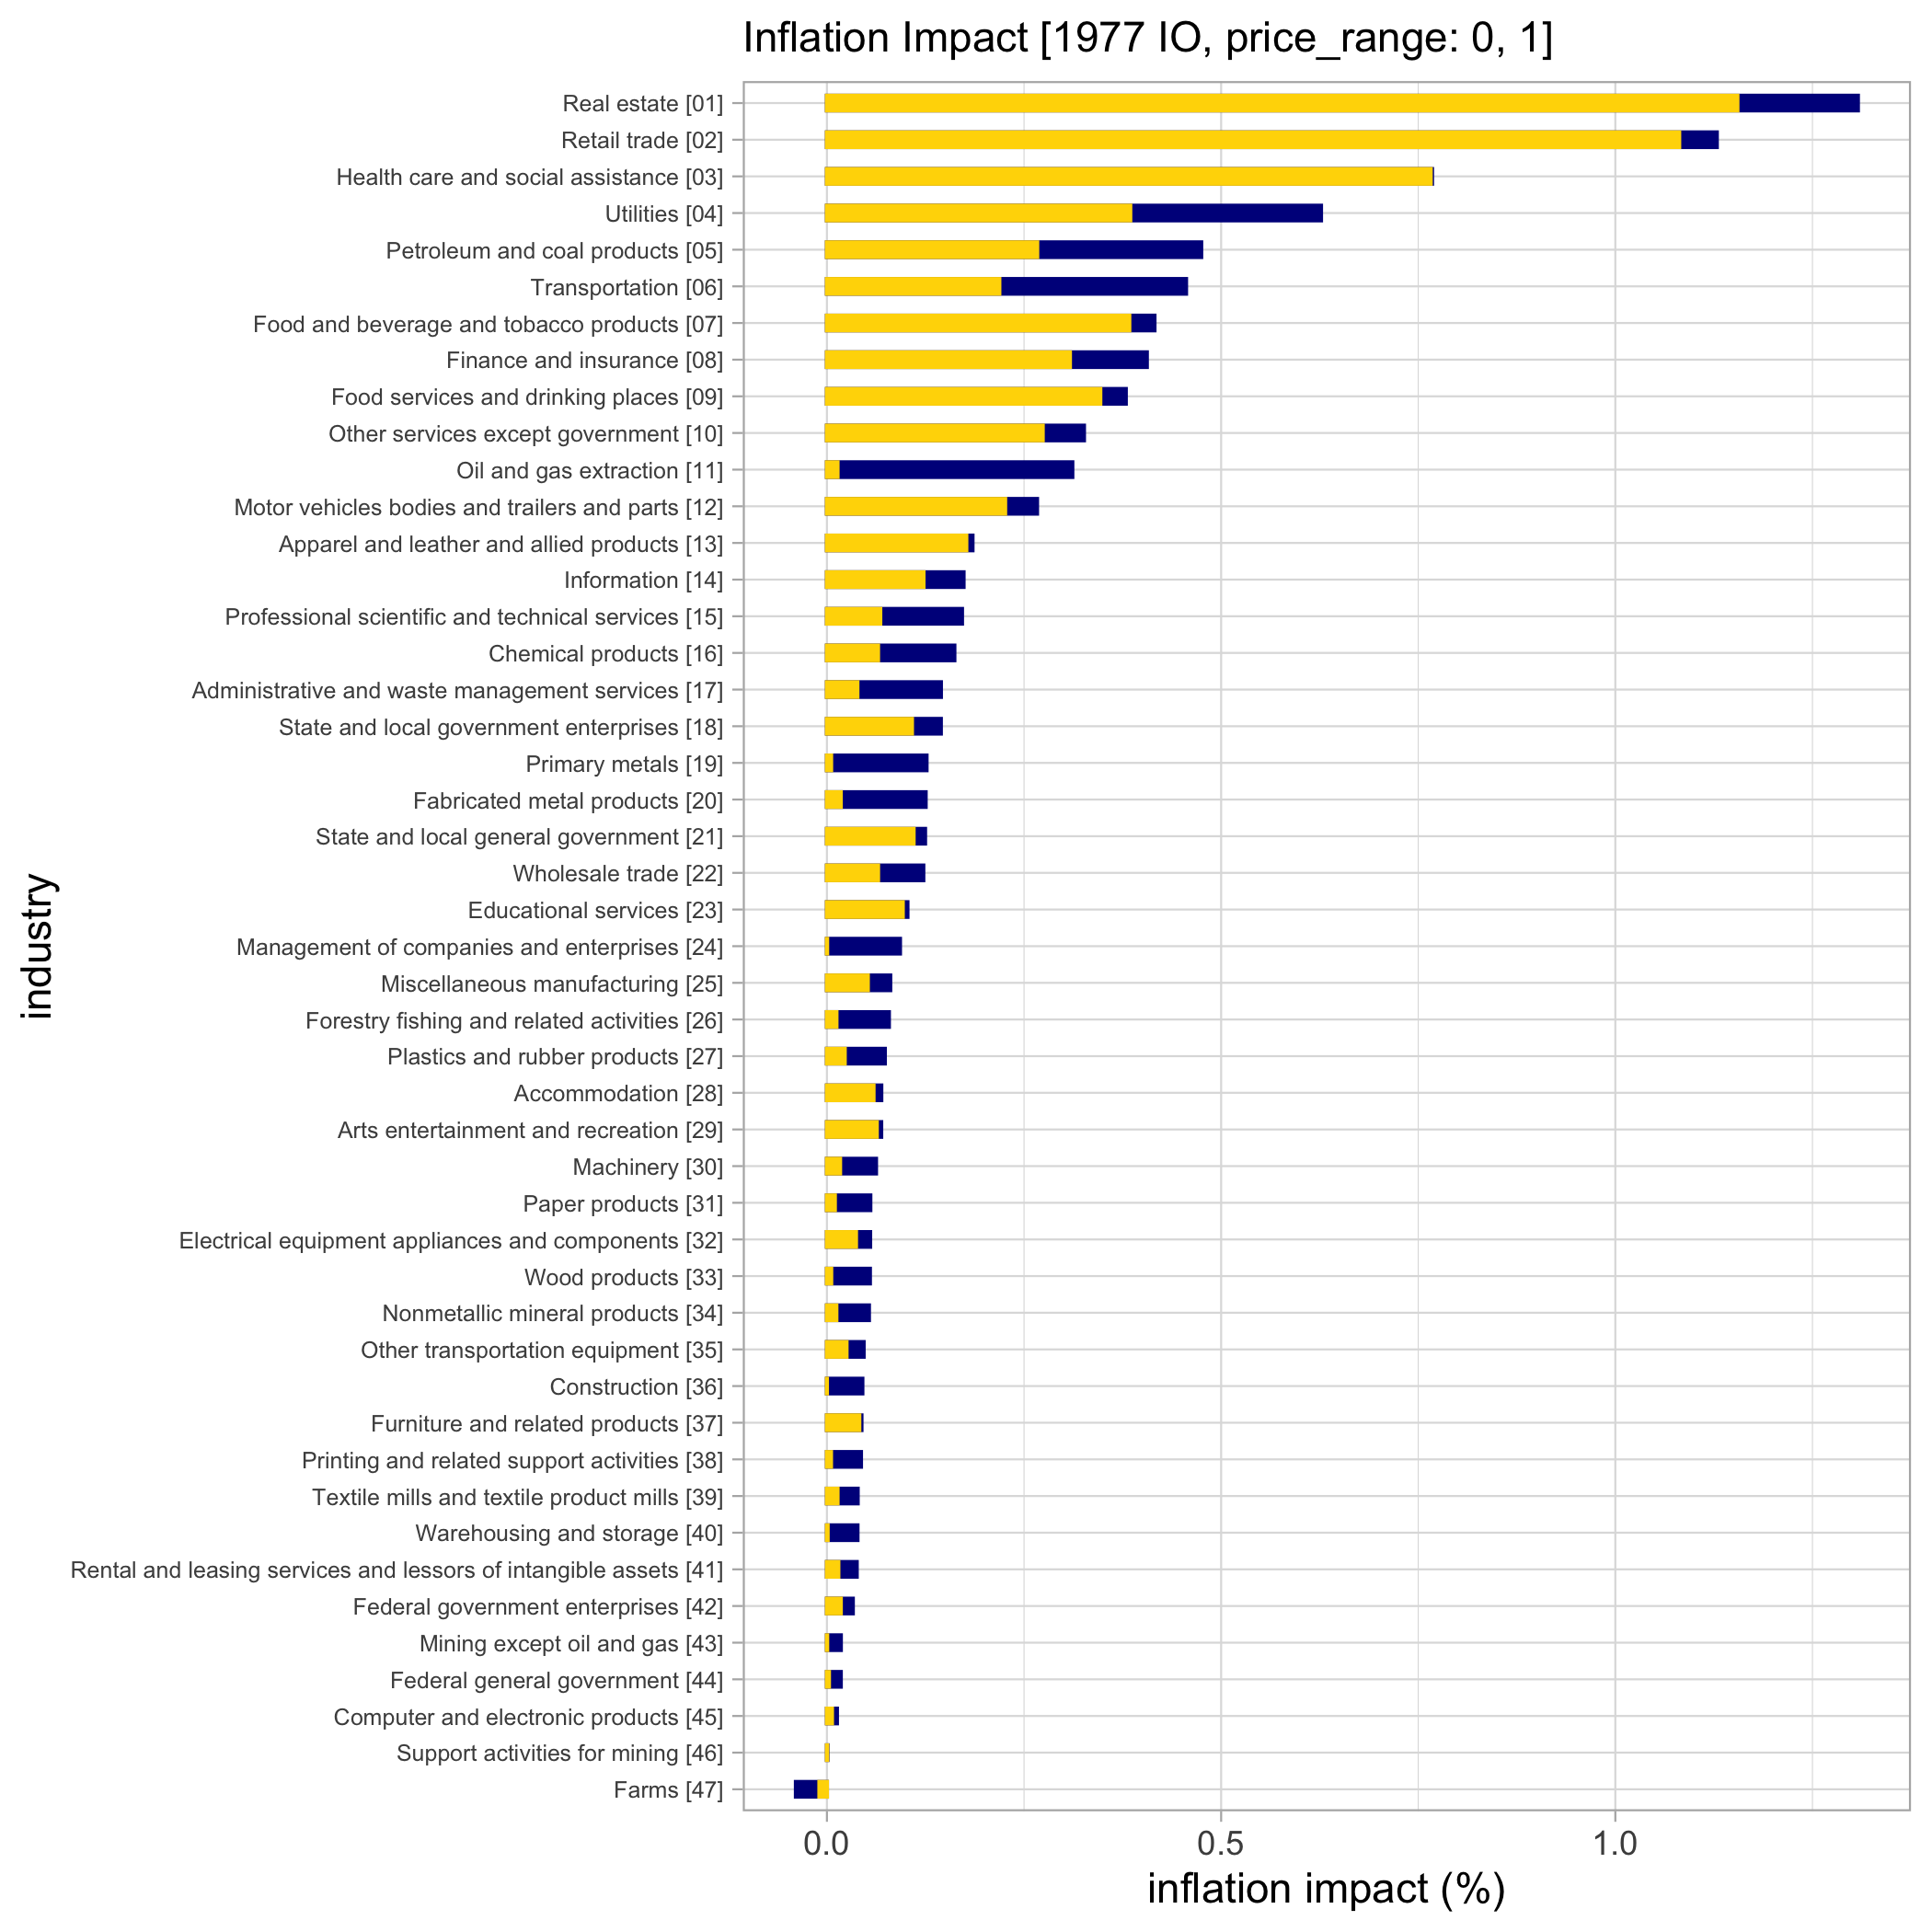 Inflation Impact [1977 IO, price_range: 0, 1]
Real estate [01]
Retail trade [02]
Health care and social assistance [03]
Utilities [04]
Petroleum and coal products [05]
Transportation [06]
Food and beverage and tobacco products [07]
Finance and insurance [08]
Food services and drinking places [09]
Other services except government [10]
Oil and gas extraction [11]
Motor vehicles bodies and trailers and parts [12]
Apparel and leather and allied products [13]
Information [14]
Professional scientific and technical services [15]
Chemical products [16]
Administrative and waste management services [17]
State and local government enterprises [18]
Primary metals [19]
Fabricated metal products [20]
State and local general government [21]
Wholesale trade [22]
Educational services [23]
Management of companies and enterprises [24]
Miscellaneous manufacturing [25]
Forestry fishing and related activities [26]
Plastics and rubber products [27]
Accommodation [28]
Arts entertainment and recreation [29]
Machinery [30]
Paper products [31]
Electrical equipment appliances and components [32]
Wood products [33]
Nonmetallic mineral products [34]
Other transportation equipment [35]
Construction [36]
Furniture and related products [37]
Printing and related support activities [38]
Textile mills and textile product mills [39]
Warehousing and storage [40]
Rental and leasing services and lessors of intangible assets [41]
Federal government enterprises [42]
Mining except oil and gas [43]
Federal general government [44]
Computer and electronic products [45]
Support activities for mining [46]
Farms [47]
industry
0.0 0.5 1.0
inflation impact (%)